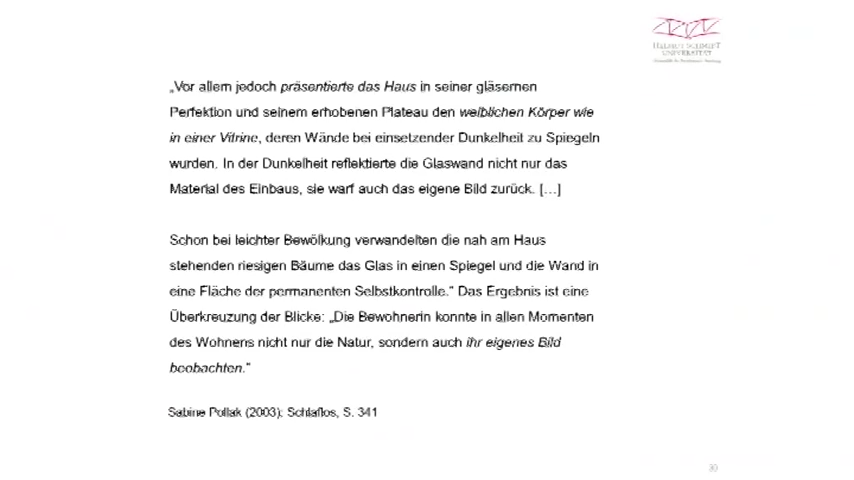 HELMUT SCHMIDT
UNIVERSITÄT
„Vor allem jedoch präsentierte das Haus in seiner gläsernen
Perfektion und seinem erhobenen Plateau den weiblichen Körper wie
in einer Vitrine, deren Wände bei einsetzender Dunkelheit zu Spiegeln
wurden. In der Dunkelheit reflektierte die Glaswand nicht nur das
Material des Einbaus, sie warf auch das eigene Bild zurück. […]
Schon bei leichter Bewölkung verwandelten die nah am Haus
stehenden riesigen Bäume das Glas in einen Spiegel und die Wand in
eine Fläche der permanenten Selbstkontrolle.“ Das Ergebnis ist eine
Überkreuzung der Blicke: „Die Bewohnerin konnte in allen Momenten
des Wohnens nicht nur die Natur, sondern auch ihr eigenes Bild
beobachten.“
Sabine Pollak (2003): Schlaflos, S. 341